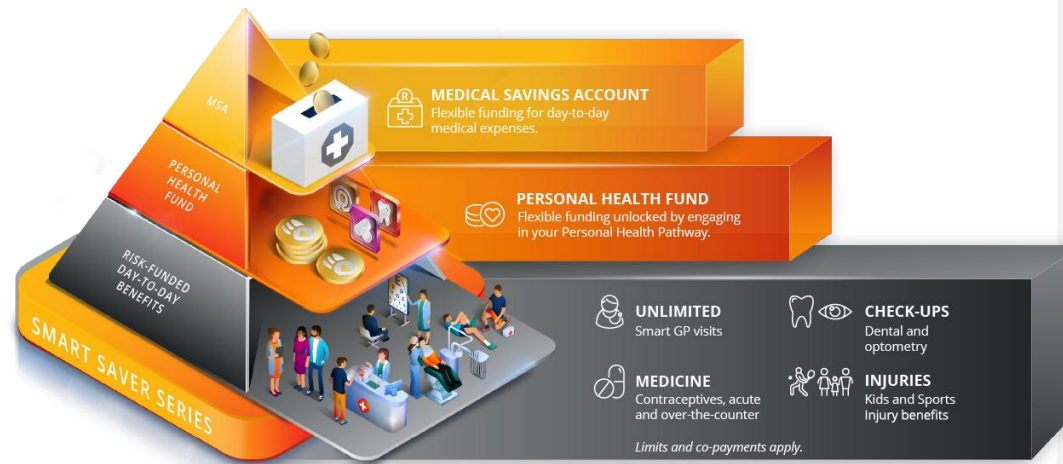 MSA
PERSONAL
HEALTH
FUND
RISK-FUNDED
DAY-TO-DAY
BENEFITS
SMART SAVER SERIES
R
MEDICAL SAVINGS ACCOUNT
Flexible funding for day-to-day
medical expenses.
PERSONAL HEALTH FUND
Flexible funding unlocked by engaging
in your Personal Health Pathway.
UNLIMITED
Smart GP visits
CHECK-UPS
Dental and
optometry
MEDICINE
Contraceptives, acute
and over-the-counter
INJURIES
Kids and Sports
Injury benefits
Limits and co-payments apply.